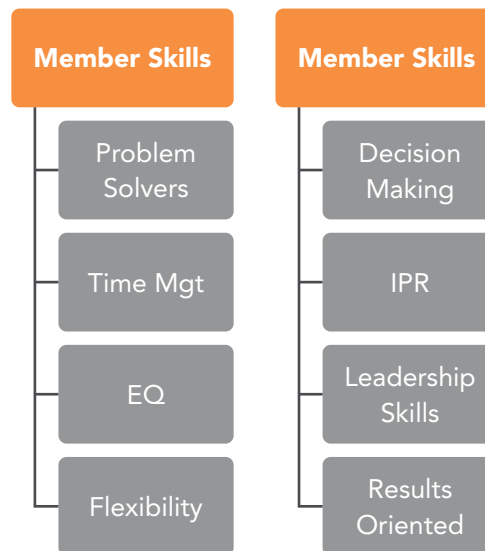 Member Skills
Problem
Solvers
Time Mgt
EQ
Flexibility
Member Skills
Decision
Making
IPR
Leadership
Skills
Results
Oriented